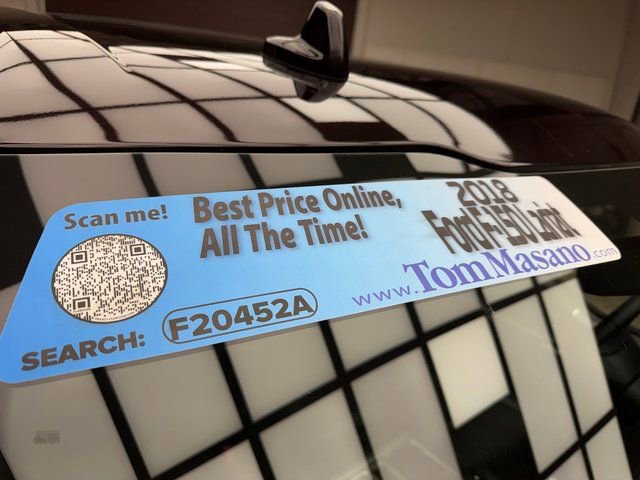 Scan me!
Best Price Online,
All The Time!
2018
Ford F-150 Lariat
www.TomMasano.com
SEARCH: F20452A